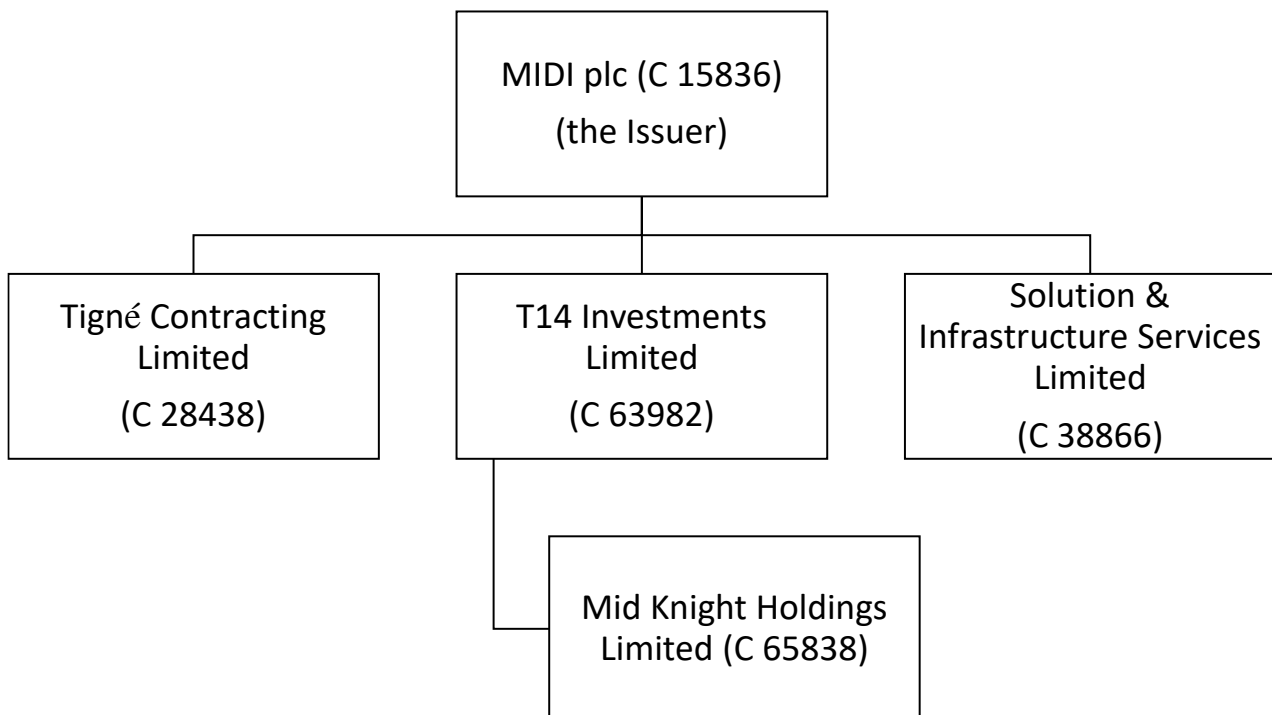 MIDI plc (C 15836)
(the Issuer)
Tigné Contracting
Limited
(C 28438)
T14 Investments
Limited
(C 63982)
Solution &
Infrastructure Services
Limited
(C 38866)
Mid Knight Holdings
Limited (C 65838)